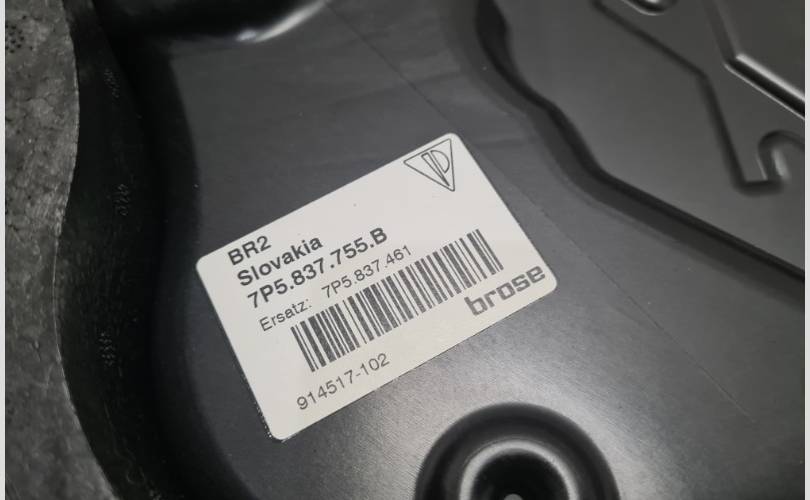 BR2
Slovakia
7P5.837.755.B
Ersatz: 7P5.837.461
914517-102
brose